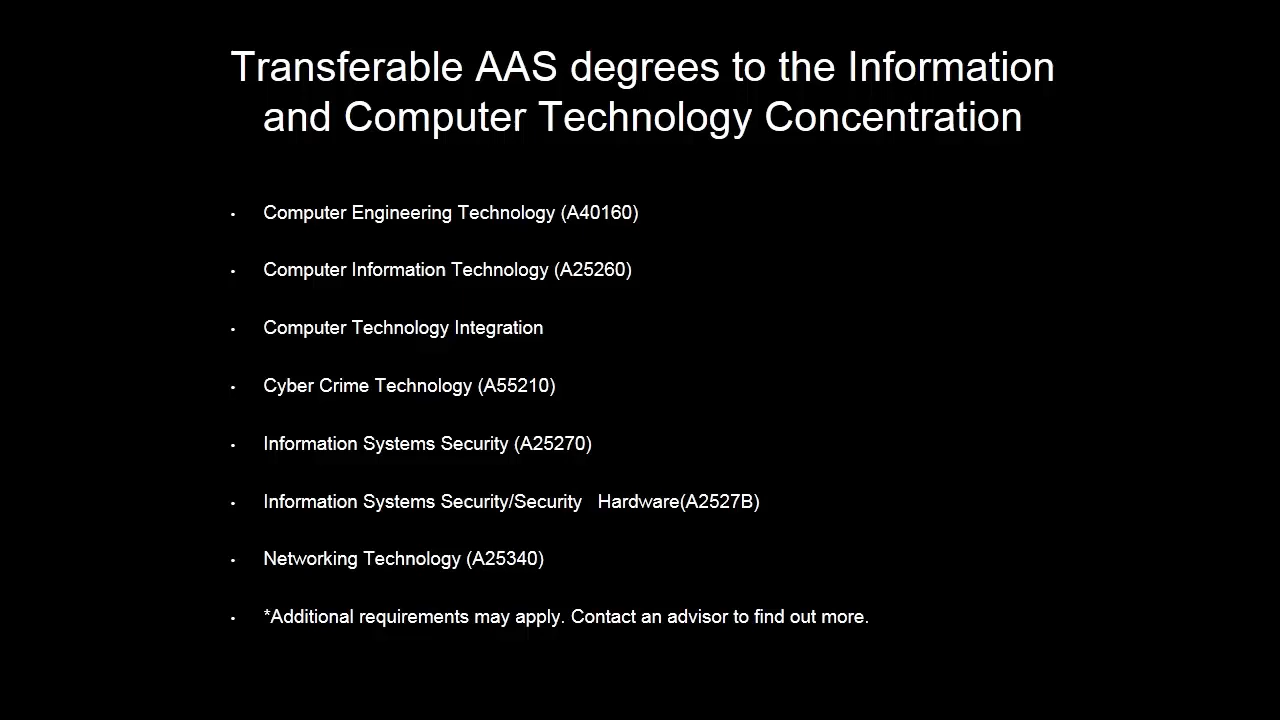 Transferable AAS degrees to the Information
and Computer Technology Concentration
• Computer Engineering Technology (A40160)
• Computer Information Technology (A25260)
• Computer Technology Integration
• Cyber Crime Technology (A55210)
• Information Systems Security (A25270)
• Information Systems Security/Security   Hardware(A2527B)
• Networking Technology (A25340)
• *Additional requirements may apply. Contact an advisor to find out more.